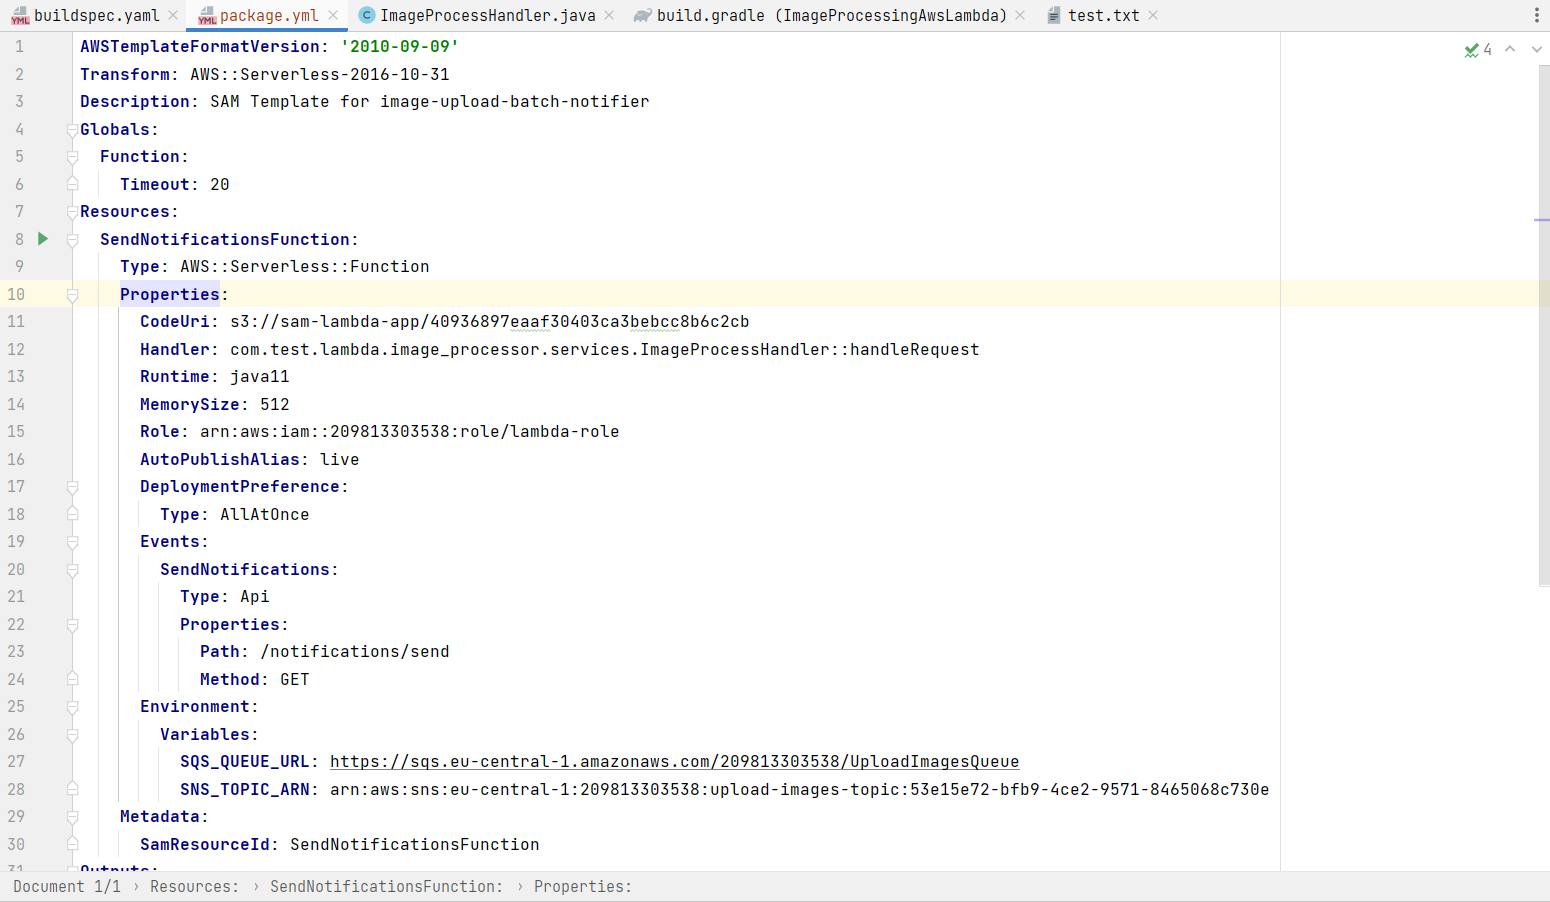 buildspec.yaml package.yml ImageProcessHandler.java build.gradle (ImageProcessingAwsLambda) test.txt
1 AWSTemplateFormatVersion: '2010-09-09'
4
2 Transform: AWS::Serverless-2016-10-31
3 Description: SAM Template for image-upload-batch-notifier
4 Globals:
5 Function:
6 Timeout: 20
7 Resources:
8 SendNotificationsFunction:
9 Type: AWS::Serverless::Function
10 Properties:
11 CodeUri: s3://sam-lambda-app/40936897eaaf30403ca3bebcc8b6c2cb
12 Handler: com.test.lambda.image_processor.services.ImageProcessHandler::handleRequest
13 Runtime: java11
14 MemorySize: 512
15 Role: arn:aws:iam::209813303538:role/lambda-role
16 AutoPublishAlias: live
17 DeploymentPreference:
18 Type: AllAtOnce
19 Events:
20 SendNotifications:
21 Type: Api
22 Properties:
23 Path: /notifications/send
24 Method: GET
25 Environment:
26 Variables:
27 SQS_QUEUE_URL: https://sqs.eu-central-1.amazonaws.com/209813303538/UploadImagesQueue
28 SNS_TOPIC_ARN: arn:aws:sns:eu-central-1:209813303538:upload-images-topic:53e15e72-bfb9-4ce2-9571-8465068c730e
29 Metadata:
30 SamResourceId: SendNotificationsFunction
31 Outputs:
Document 1/1 › Resources: › SendNotificationsFunction: › Properties: